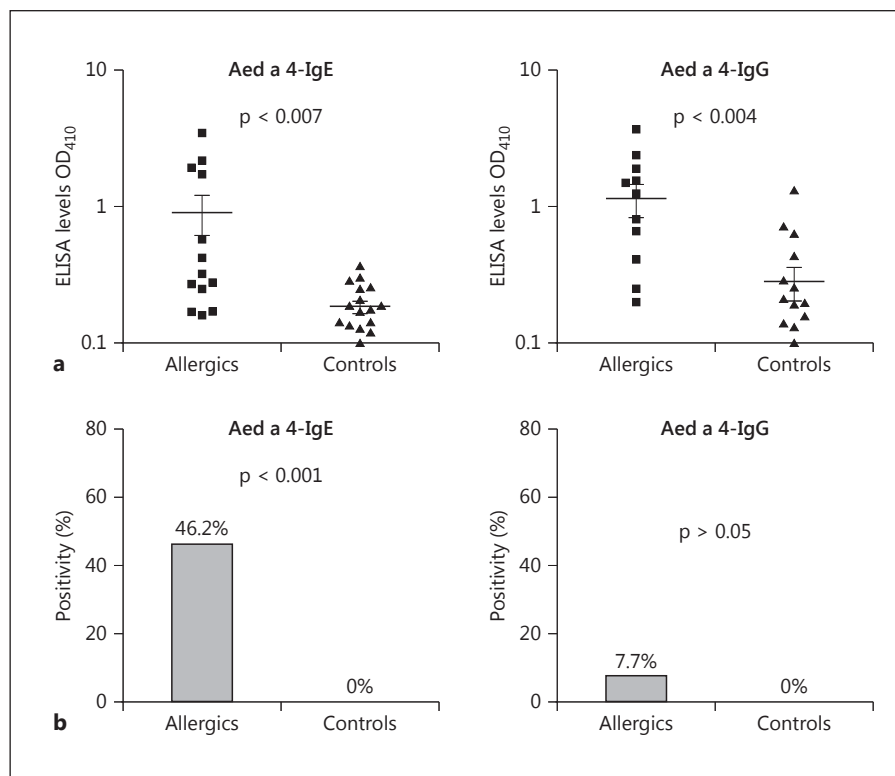 Aed a 4-IgE
p < 0.007
ELISA levels OD410
10
1
0.1
Allergics
Controls
Aed a 4-IgG
p < 0.004
ELISA levels OD410
10
1
0.1
Allergics
Controls
a
Aed a 4-IgE
p < 0.001
Positivity (%)
80
60
40
20
0
46.2%
0%
Allergics
Controls
Aed a 4-IgG
p > 0.05
Positivity (%)
80
60
40
20
0
7.7%
0%
Allergics
Controls
b